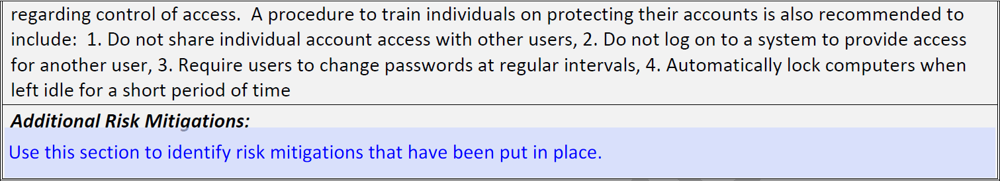 regarding control of access.  A procedure to train individuals on protecting their accounts is also recommended to
include:  1. Do not share individual account access with other users, 2. Do not log on to a system to provide access
for another user, 3. Require users to change passwords at regular intervals, 4. Automatically lock computers when
left idle for a short period of time
Additional Risk Mitigations:
Use this section to identify risk mitigations that have been put in place.